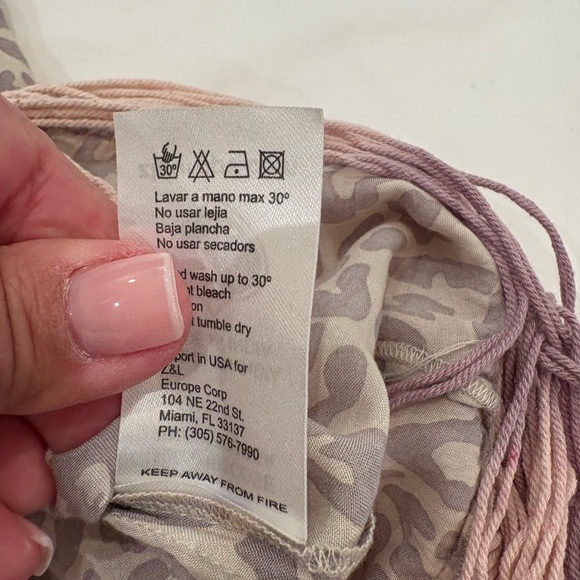 30°
Lavar a mano max 30º
No usar lejia
Baja plancha
No usar secadors
wash up to 30º
bleach
tumble dry
in USA for
Z&L
Europe Corp
104 NE 22nd St.
Miami, FL 33137
PH: (305) 576-7990
KEEP AWAY FROM FIRE